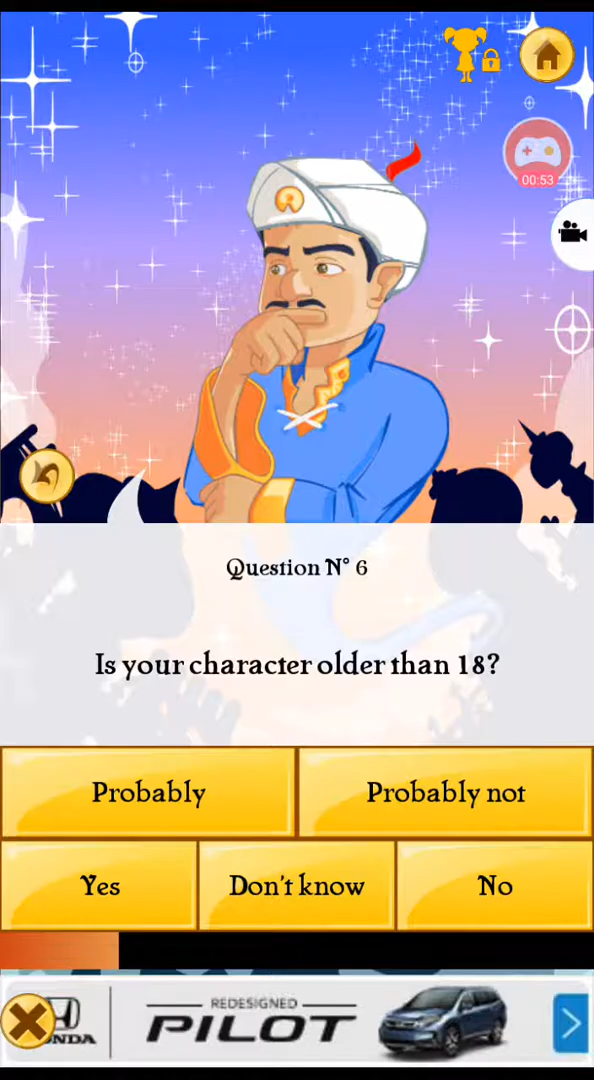 00:53
Question N° 6
Is your character older than 18?
Probably
Probably not
Yes
Don't know
No
REDESIGNED
PILOT